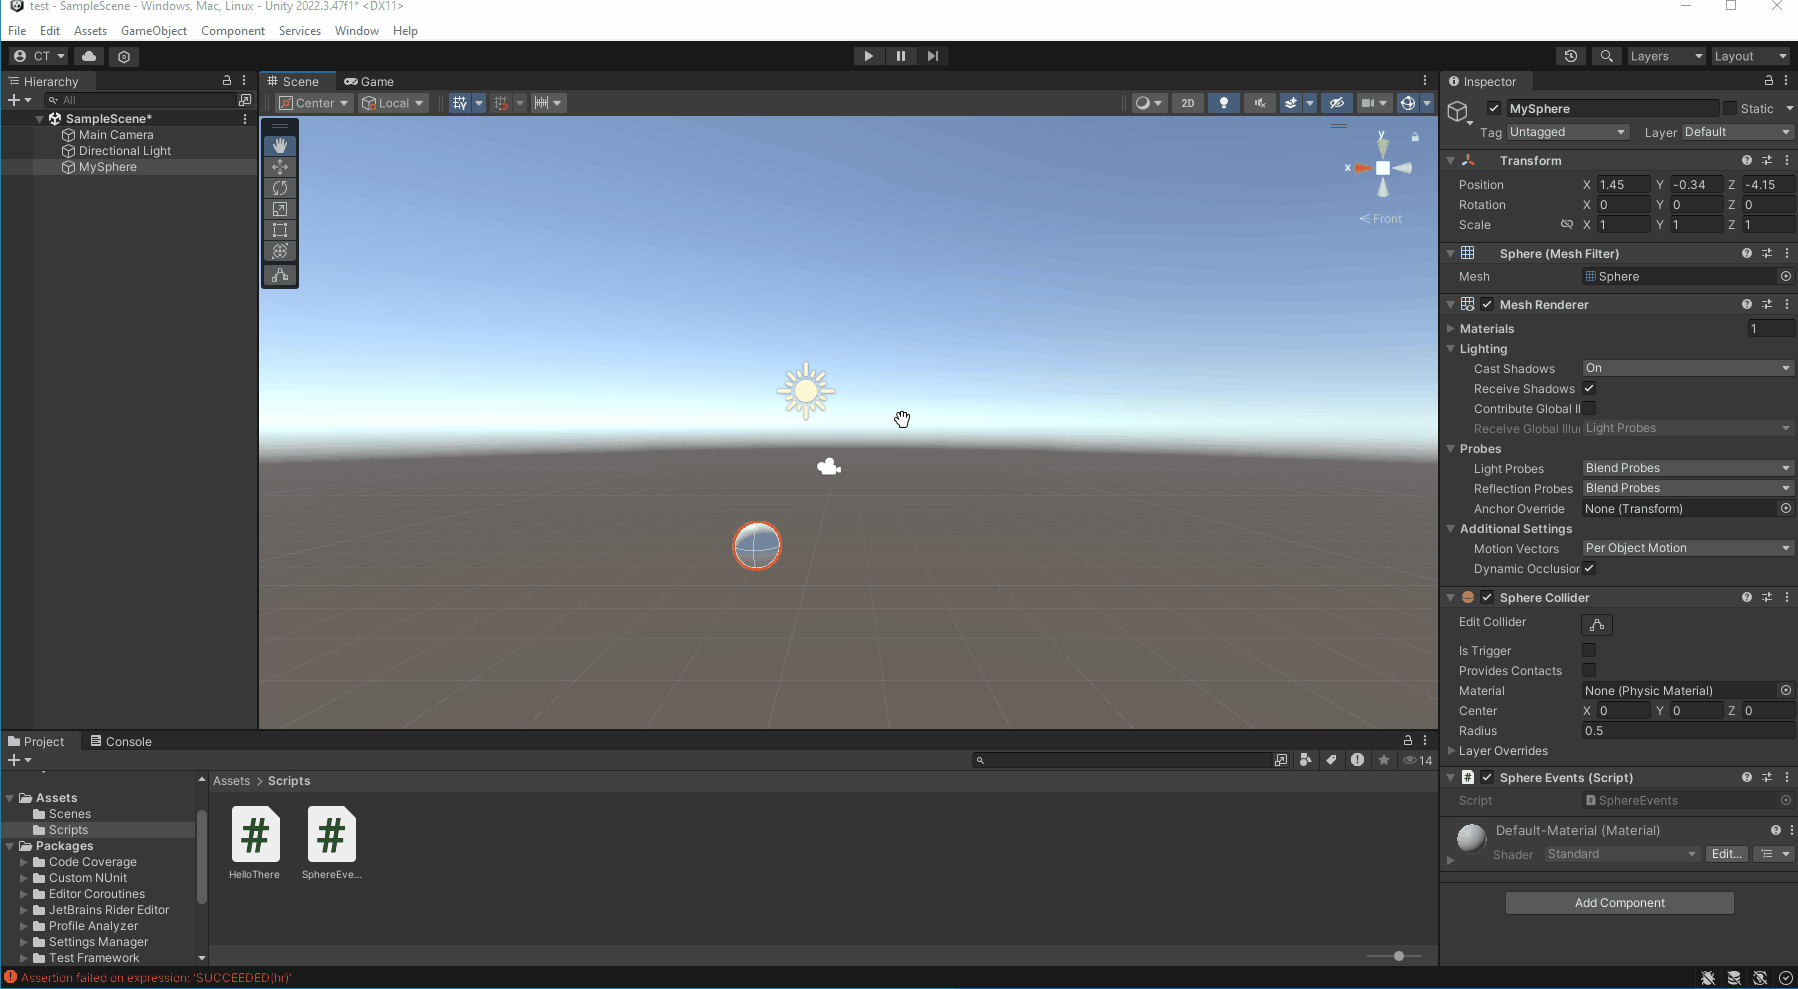 test - SampleScene - Windows, Mac, Linux - Unity 2022.3.47f1* <DX11>
File Edit Assets GameObject Component Services Window Help
CT Layers Layout
Hierarchy
All
SampleScene*
Main Camera
Directional Light
MySphere
Scene Game
Center Local 2D
y
x
Front
Inspector
MySphere Static
Tag Untagged Layer Default
Transform
Position X 1.45 Y -0.34 Z -4.15
Rotation X 0 Y 0 Z 0
Scale X 1 Y 1 Z 1
Sphere (Mesh Filter)
Mesh Sphere
Mesh Renderer
Materials 1
Lighting
Cast Shadows On
Receive Shadows
Contribute Global Il
Receive Global Illui Light Probes
Probes
Light Probes Blend Probes
Reflection Probes Blend Probes
Anchor Override None (Transform)
Additional Settings
Motion Vectors Per Object Motion
Dynamic Occlusior
Sphere Collider
Edit Collider
Is Trigger
Provides Contacts
Material None (Physic Material)
Center X 0 Y 0 Z 0
Radius 0.5
Layer Overrides
# Sphere Events (Script)
Script SphereEvents
Default-Material (Material)
Shader Standard Edit...
Add Component
Project Console
14
Assets
Scenes
Scripts
Packages
Code Coverage
Custom NUnit
Editor Coroutines
JetBrains Rider Editor
Profile Analyzer
Settings Manager
Test Framework
Assets > Scripts
# #
HelloThere SphereEve...
Assertion failed on expression: 'SUCCEEDED(hr)'